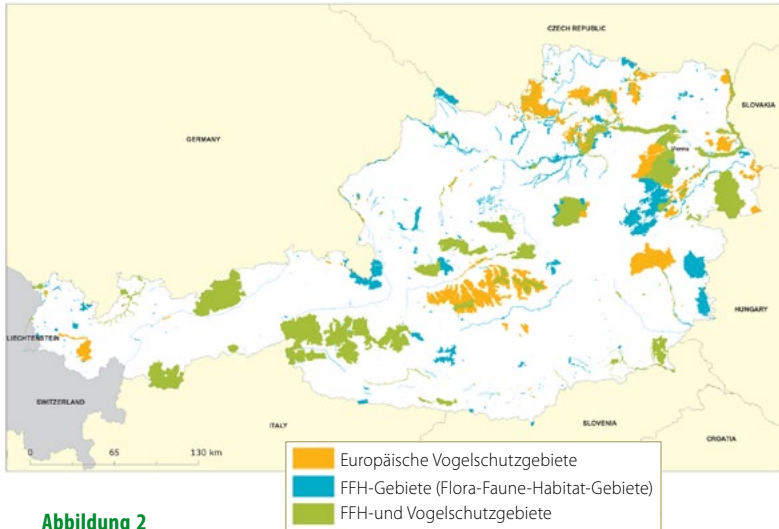 CZECH REPUBLIC
SLOVAKIA
GERMANY
Vienna
HUNGARY
LIECHTENSTEIN
SWITZERLAND
ITALY
SLOVENIA
CROATIA
0 65 130 km
Europäische Vogelschutzgebiete
FFH-Gebiete (Flora-Faune-Habitat-Gebiete)
FFH-und Vogelschutzgebiete
Abbildung 2